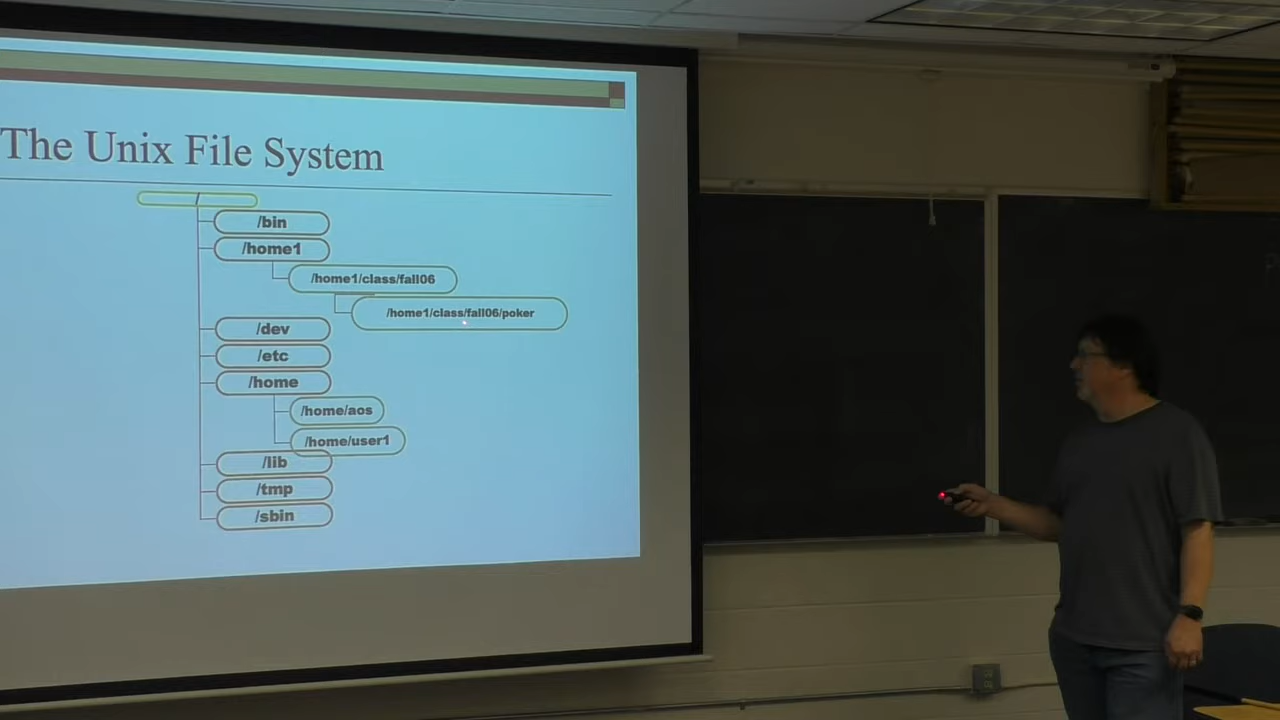 The Unix File System
/
/bin
/home1
/home1/class/fall06
/home1/class/fall06/poker
/dev
/etc
/home
/home/aos
/home/user1
/lib
/tmp
/sbin